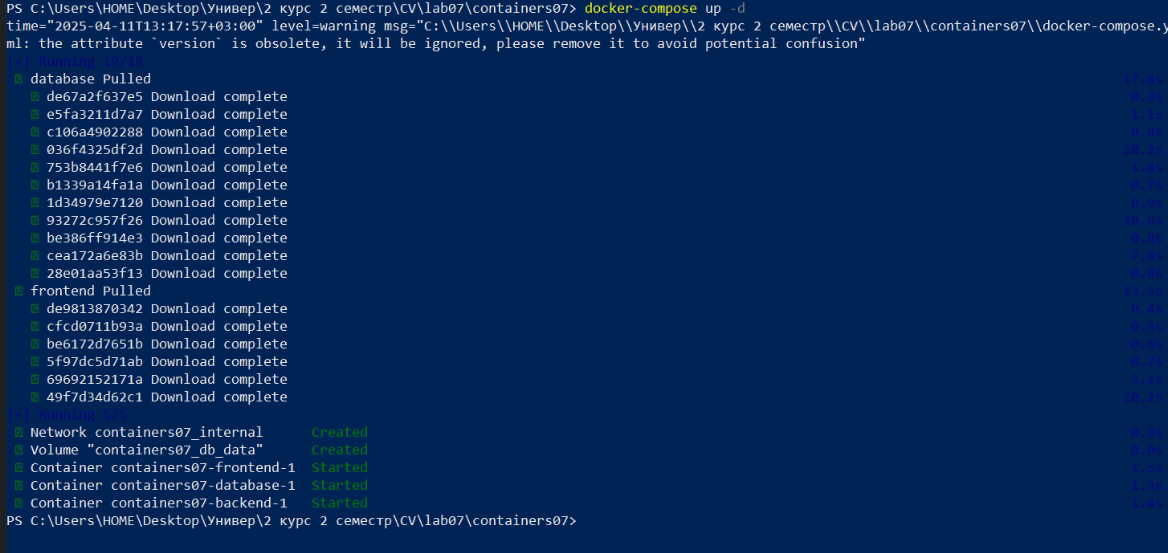 PS C:\Users\HOME\Desktop\Универ\2 курс 2 семестр\CV\lab07\containers07> docker-compose up -d
time="2025-04-11T13:17:57+03:00" level=warning msg="C:\\Users\\HOME\\Desktop\\Универ\\2 курс 2 семестр\\CV\\lab07\\containers07\\docker-compose.y
ml: the attribute `version` is obsolete, it will be ignored, please remove it to avoid potential confusion"
[+] Running 19/19
database Pulled 17.8s
de67a2f637e5 Download complete 0.3s
e5fa3211d7a7 Download complete 1.1s
c106a4902288 Download complete 0.8s
036f4325df2d Download complete 10.2s
753b8441f7e6 Download complete 1.8s
b1339a14fa1a Download complete 0.7s
1d34979e7120 Download complete 0.9s
93272c957f26 Download complete 10.6s
be386ff914e3 Download complete 0.8s
cea172a6e83b Download complete 7.8s
28e01aa53f13 Download complete 0.8s
frontend Pulled 13.5s
de9813870342 Download complete 0.4s
cfcd0711b93a Download complete 0.3s
be6172d7651b Download complete 0.6s
5f97dc5d71ab Download complete 0.7s
69692152171a Download complete 3.1s
49f7d34d62c1 Download complete 10.2s
[+] Running 5/5
Network containers07_internal Created 0.3s
Volume "containers07_db_data" Created 0.0s
Container containers07-frontend-1 Started 1.5s
Container containers07-database-1 Started 1.3s
Container containers07-backend-1 Started 1.4s
PS C:\Users\HOME\Desktop\Универ\2 курс 2 семестр\CV\lab07\containers07>